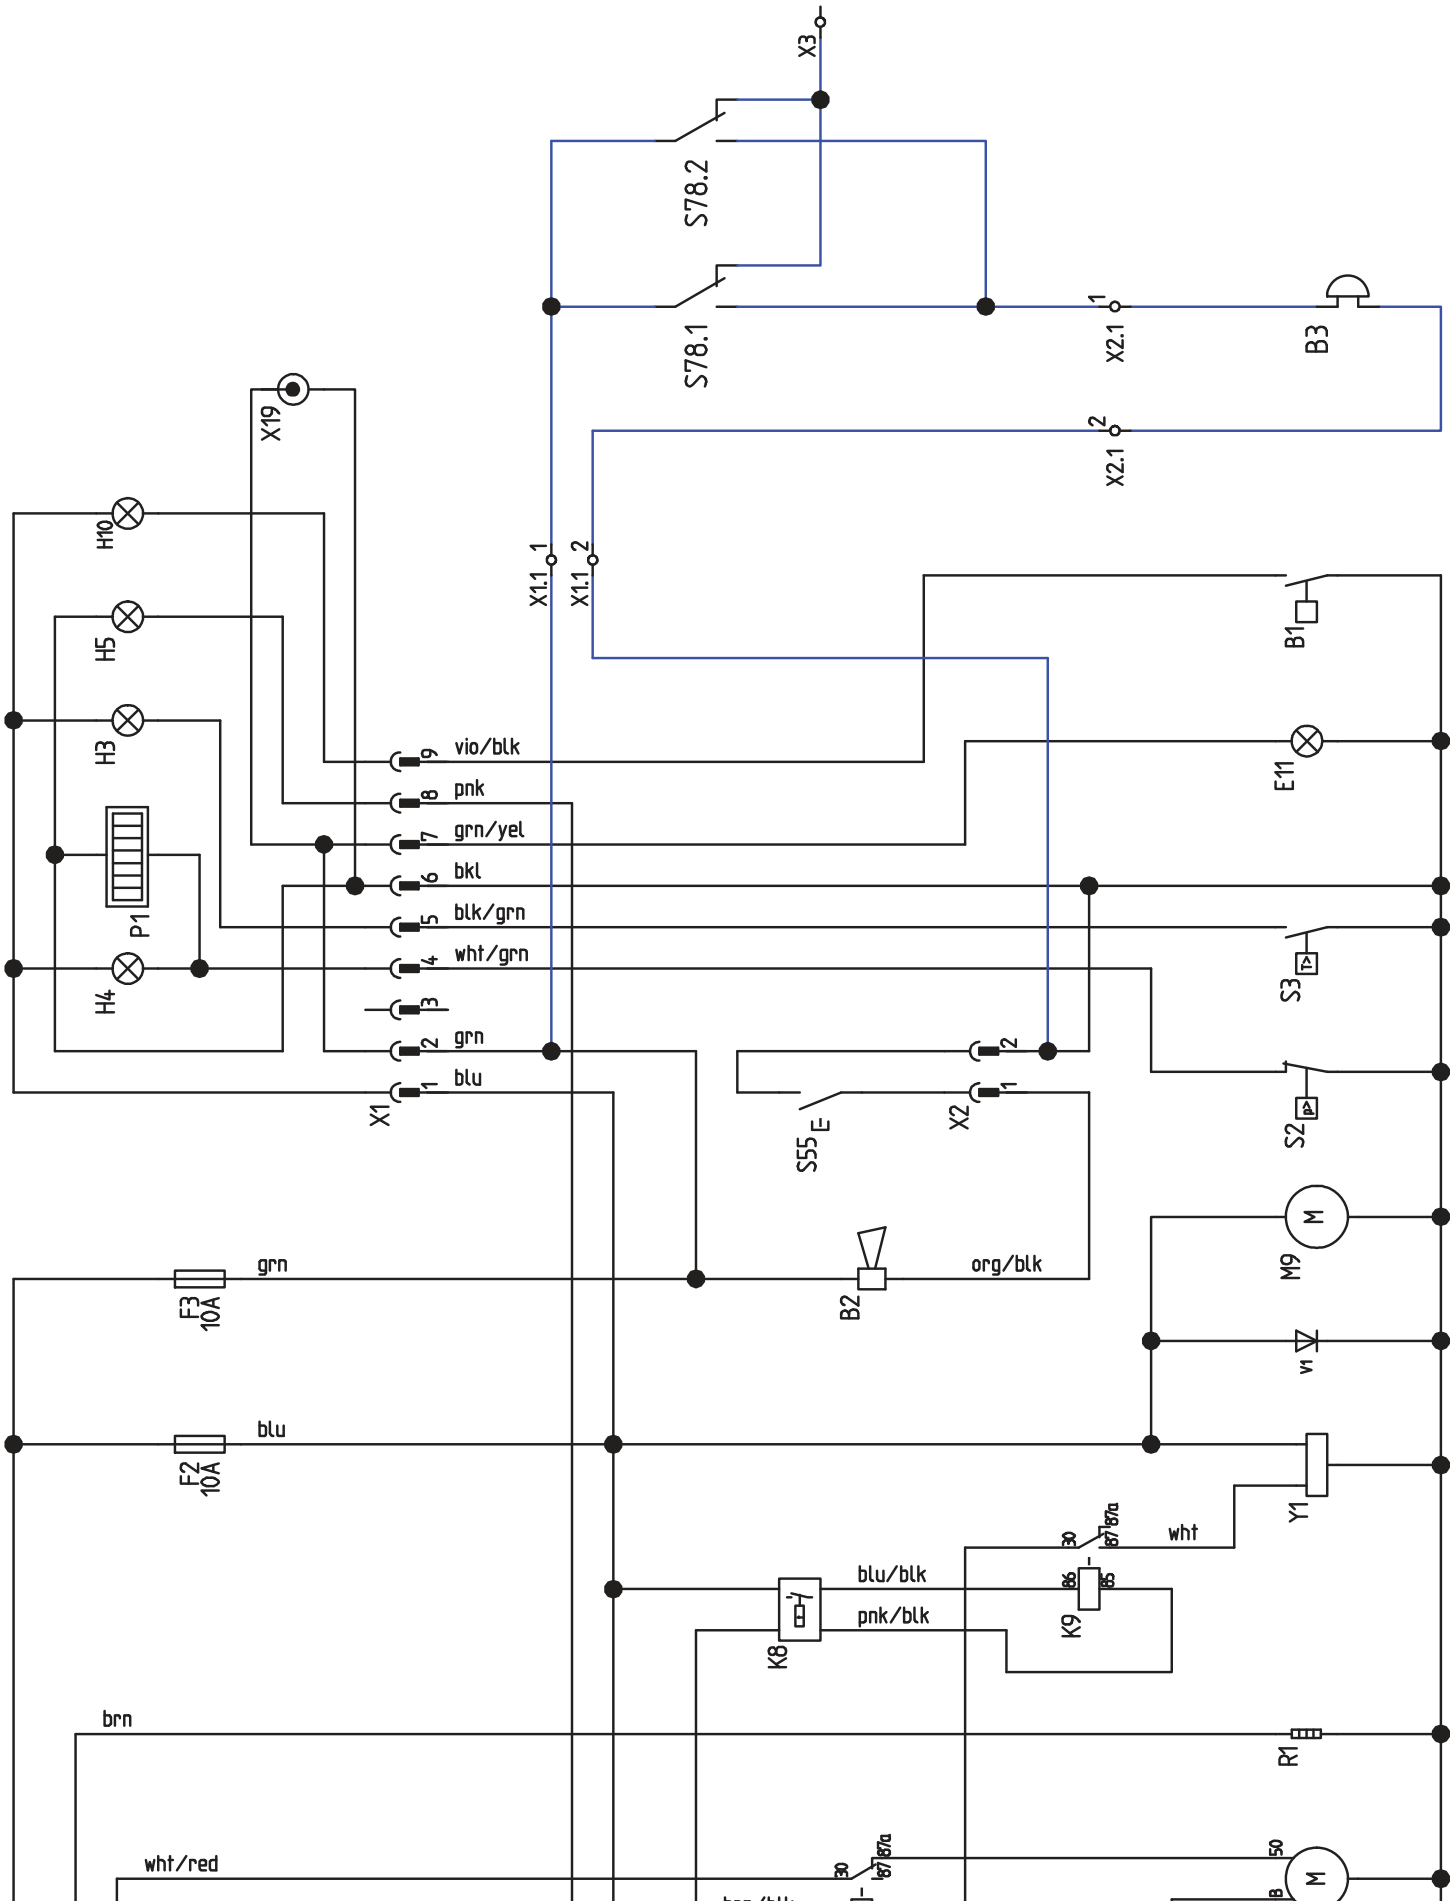 X3
S78.2
S78.1
1
X2.1
B3
X19
2
X2.1
H10
X1.1 1
X1.1 2
B1
H5
H3
9 vio/blk
E11
8 pnk
7 grn/yel
6 bkl
P1
5 blk/grn
4 wht/grn
T>
S3
H4
3
2 grn
2
1 blu
1
X1
X2
p>
S2
S55
E-
M
M9
grn
org/blk
F3
10A
B2
V1
blu
F2
10A
Y1
30
87 87a
wht
blu/blk
86
85
pnk/blk
K9
K8
brn
R1
wht/red
30
87 87a
50
M
B